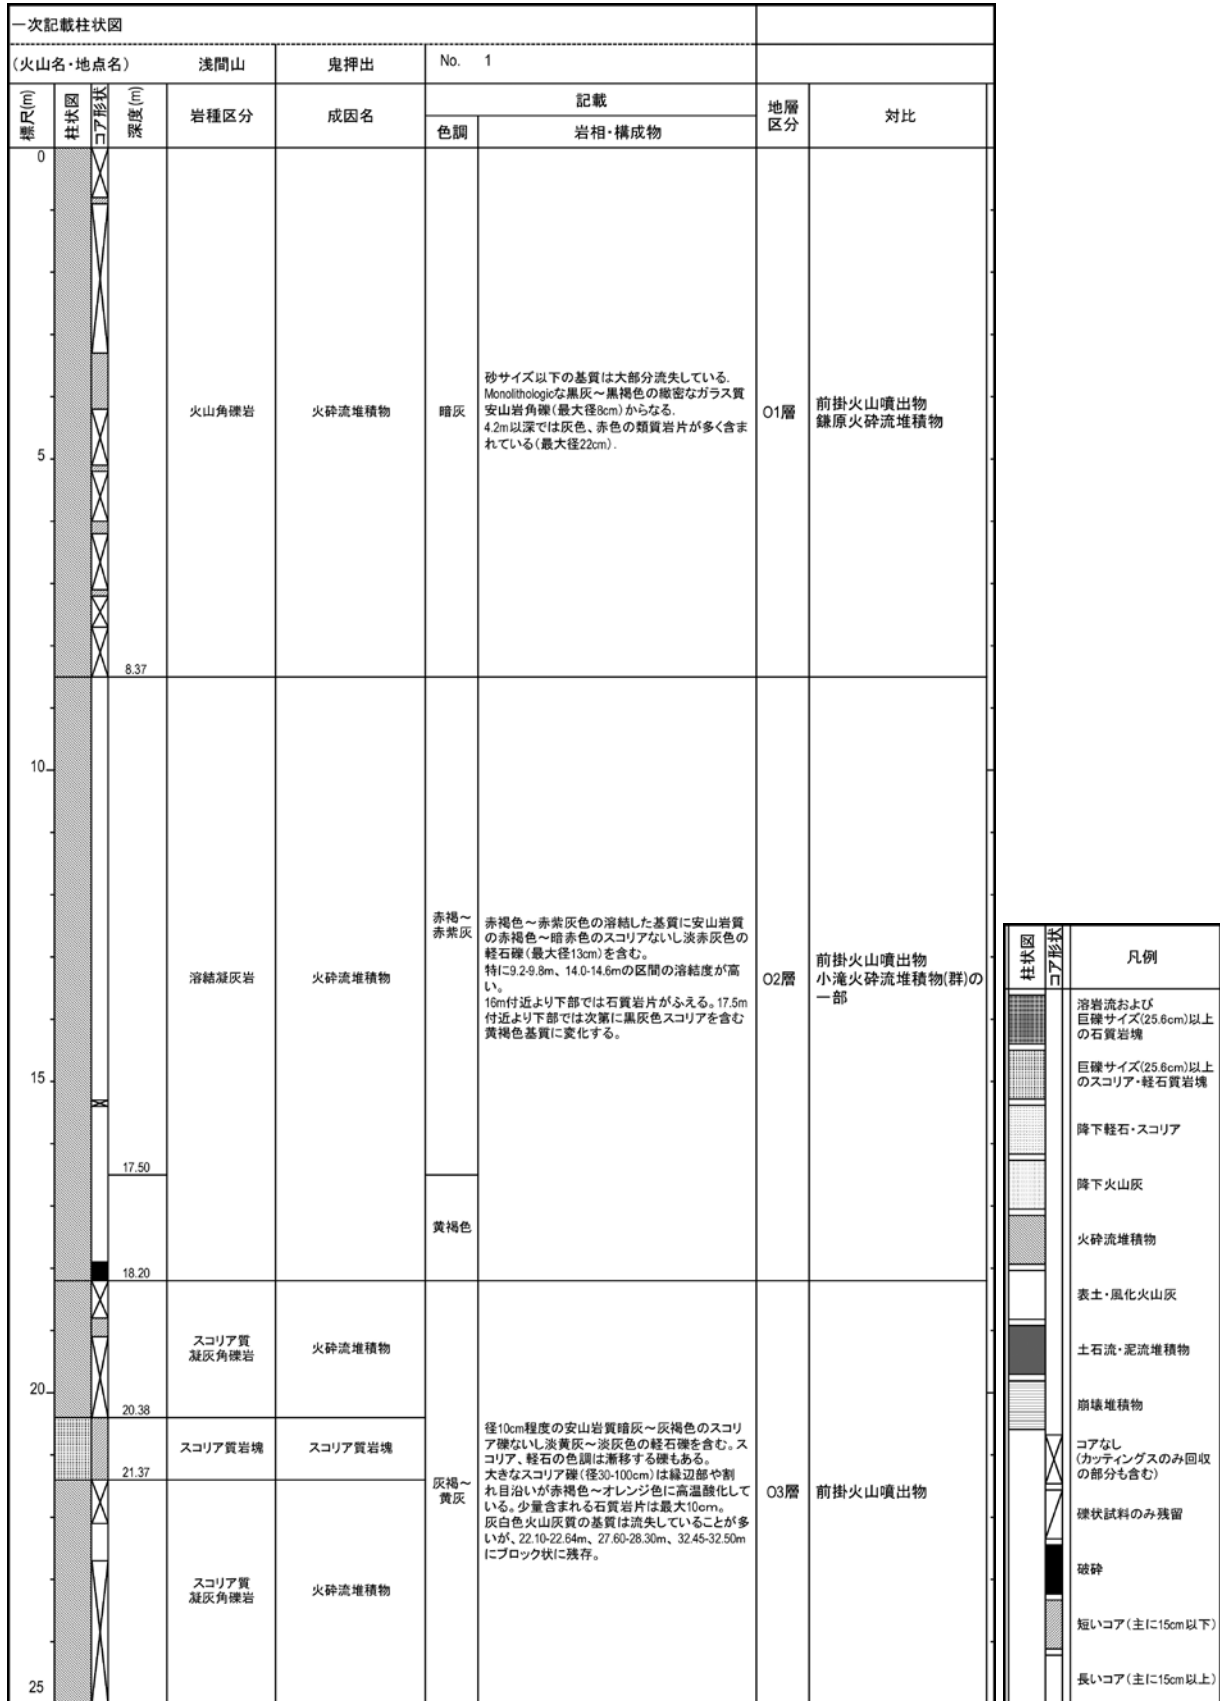 一次記載柱状図
(火山名・地点名) 浅間山 鬼押出 No. 1
標尺(m) 柱状図 コア形状 深度(m) 岩種区分 成因名 記載 地層区分 対比
色調 岩相・構成物
0
5
8.37
火山角礫岩
火砕流堆積物
暗灰
砂サイズ以下の基質は大部分流失している.
Monolithologicな黒灰～黒褐色の緻密なガラス質
安山岩角礫(最大径8cm)からなる.
4.2m以深では灰色、赤色の類質岩片が多く含ま
れている(最大径22cm).
O1層
前掛火山噴出物
鎌原火砕流堆積物
10
15
17.50
18.20
溶結凝灰岩
火砕流堆積物
赤褐～
赤紫灰
黄褐色
赤褐色～赤紫灰色の溶結した基質に安山岩質
の赤褐色～暗赤色のスコリアないし淡赤灰色の
軽石礫(最大径13cm)を含む。
特に9.2-9.8m、14.0-14.6mの区間の溶結度が高
い。
16m付近より下部では石質岩片がふえる。17.5m
付近より下部では次第に黒灰色スコリアを含む
黄褐色基質に変化する。
O2層
前掛火山噴出物
小滝火砕流堆積物(群)の
一部
20
20.38
21.37
25
スコリア質
凝灰角礫岩
火砕流堆積物
スコリア質岩塊
スコリア質岩塊
スコリア質
凝灰角礫岩
火砕流堆積物
灰褐～
黄灰
径10cm程度の安山岩質暗灰～灰褐色のスコリ
ア礫ないし淡黄灰～淡灰色の軽石礫を含む。ス
コリア、軽石の色調は漸移する礫もある。
大きなスコリア礫(径30-100cm)は縁辺部や割
れ目沿いが赤褐色～オレンジ色に高温酸化して
いる。少量含まれる石質岩片は最大10cm。
灰白色火山灰質の基質は流失していることが多
いが、22.10-22.64m、27.60-28.30m、32.45-32.50m
にブロック状に残存。
O3層
前掛火山噴出物
柱状図 コア形状 凡例
溶岩流および
巨礫サイズ(25.6cm)以上
の石質岩塊
巨礫サイズ(25.6cm)以上
のスコリア・軽石質岩塊
降下軽石・スコリア
降下火山灰
火砕流堆積物
表土・風化火山灰
土石流・泥流堆積物
崩壊堆積物
コアなし
(カッティングスのみ回収
の部分も含む)
礫状試料のみ残留
破砕
短いコア(主に15cm以下)
長いコア(主に15cm以上)